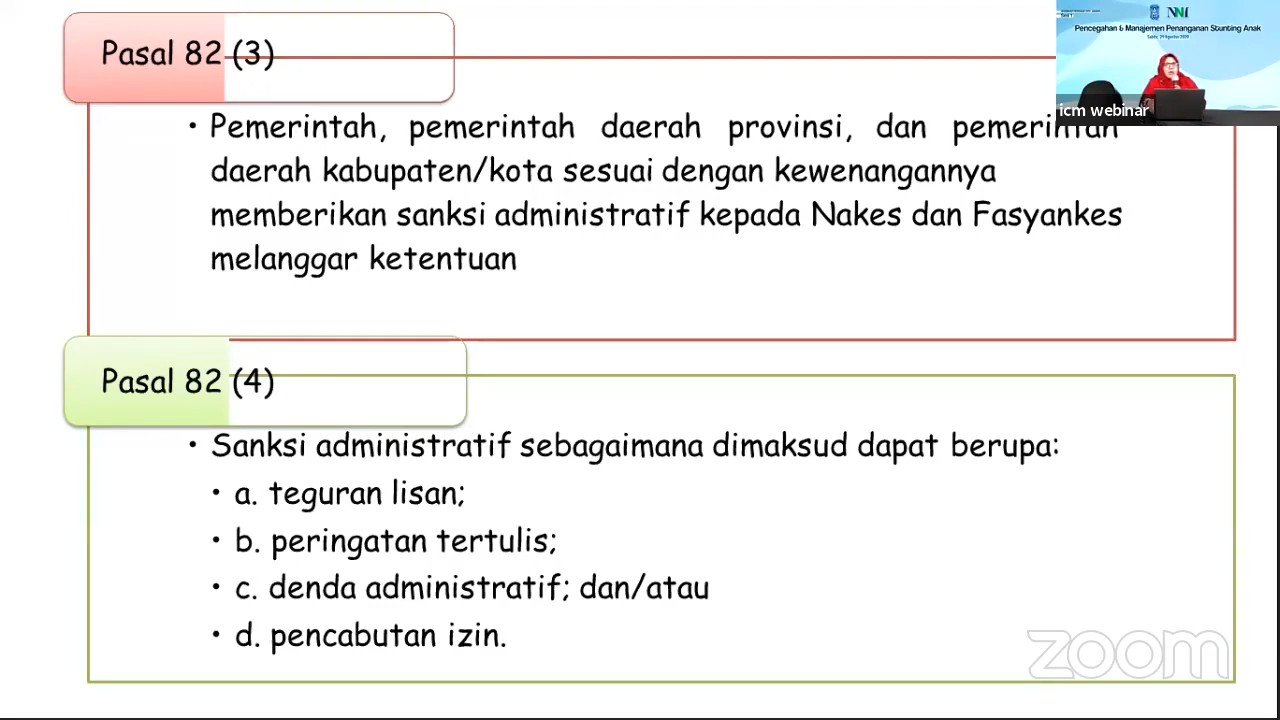 Pasal 82 (3)
• Pemerintah, pemerintah daerah provinsi, dan pemerintah
daerah kabupaten/kota sesuai dengan kewenangannya
memberikan sanksi administratif kepada Nakes dan Fasyankes
melanggar ketentuan
Pasal 82 (4)
• Sanksi administratif sebagaimana dimaksud dapat berupa:
• a. teguran lisan;
• b. peringatan tertulis;
• c. denda administratif; dan/atau
• d. pencabutan izin.
Pencegahan & Manajemen Penanganan Stunting Anak
icm webinar
zoom